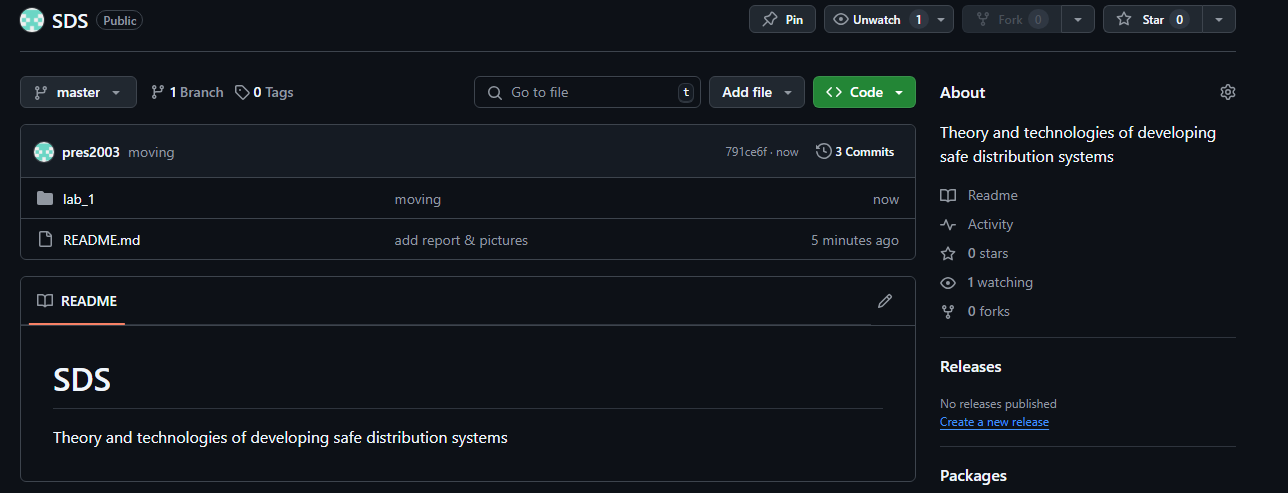 SDS Public Pin Unwatch 1 Fork 0 Star 0
master 1 Branch 0 Tags Go to file t Add file Code
pres2003 moving 791ce6f · now 3 Commits
lab_1 moving now
README.md add report & pictures 5 minutes ago
README
SDS
Theory and technologies of developing safe distribution systems
About
Theory and technologies of developing
safe distribution systems
Readme
Activity
0 stars
1 watching
0 forks
Releases
No releases published
Create a new release
Packages